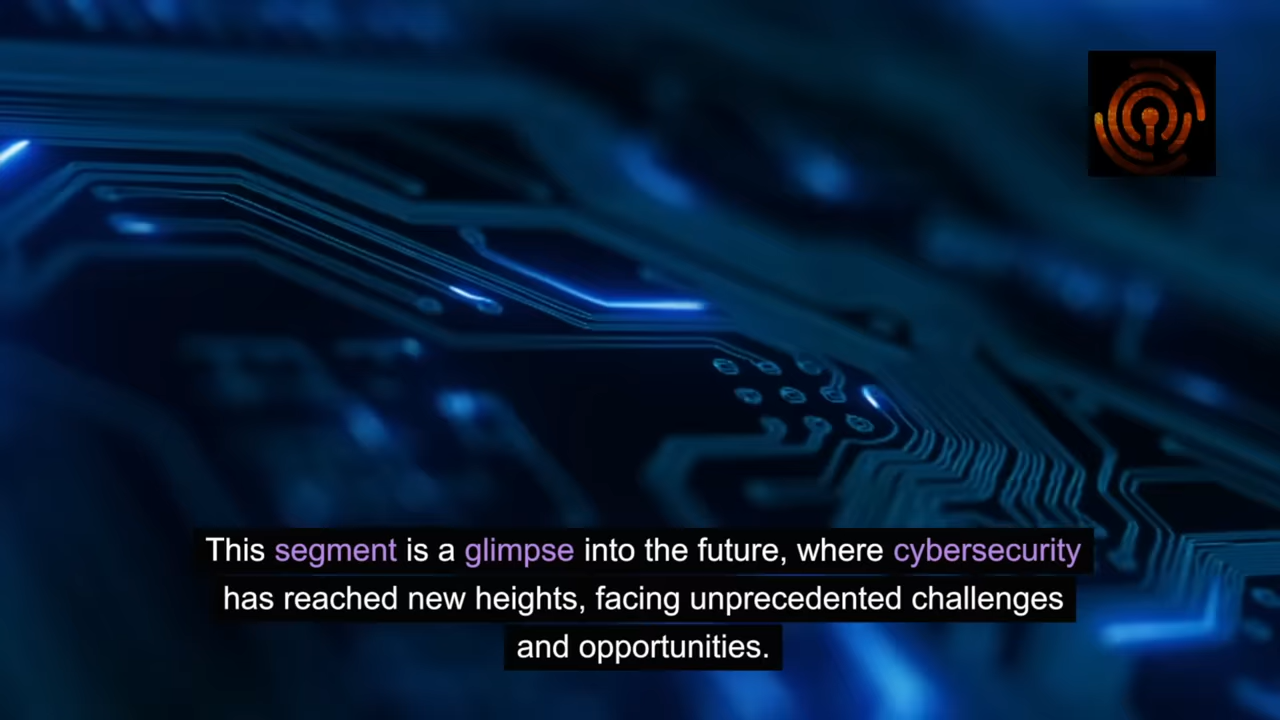 This segment is a glimpse into the future, where cybersecurity
has reached new heights, facing unprecedented challenges
and opportunities.